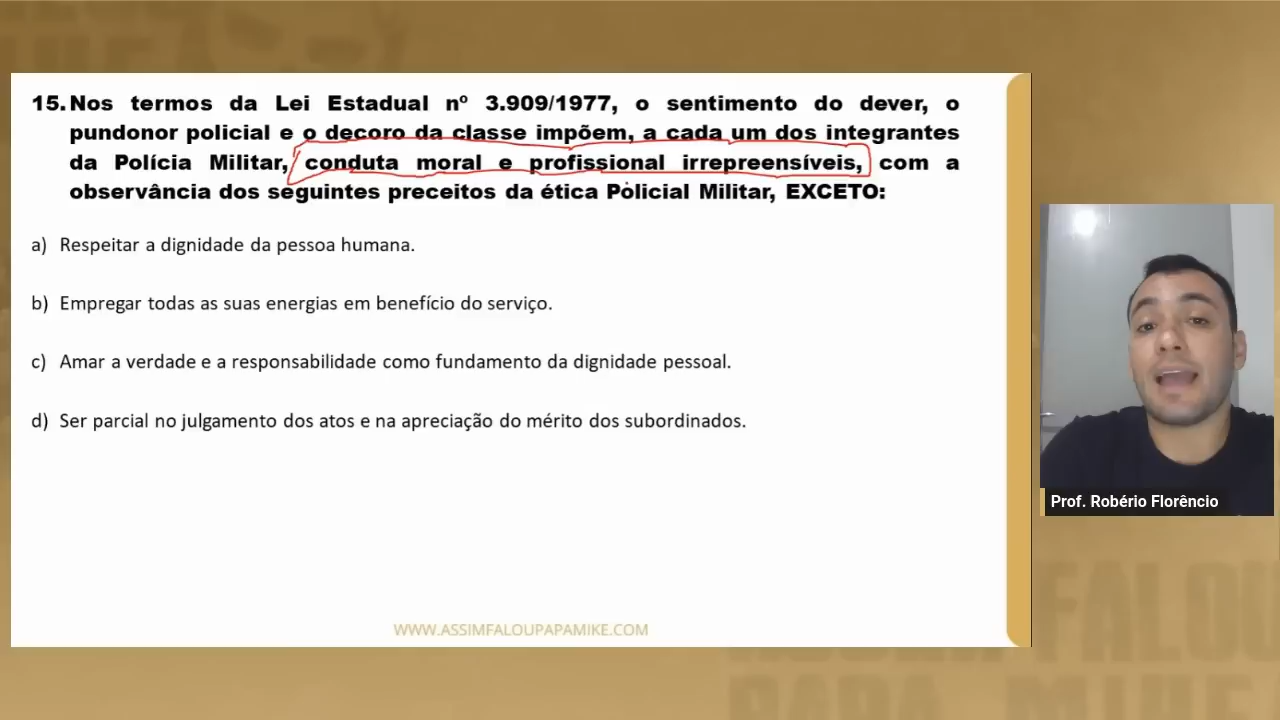 15. Nos termos da Lei Estadual nº 3.909/1977, o sentimento do dever, o
pundonor policial e o decoro da classe impõem, a cada um dos integrantes
da Polícia Militar, conduta moral e profissional irrepreensíveis, com a
observância dos seguintes preceitos da ética Policial Militar, EXCETO:
a) Respeitar a dignidade da pessoa humana.
b) Empregar todas as suas energias em benefício do serviço.
c) Amar a verdade e a responsabilidade como fundamento da dignidade pessoal.
d) Ser parcial no julgamento dos atos e na apreciação do mérito dos subordinados.
Prof. Robério Florêncio
WWW.ASSIMFALOUPAPAMIKE.COM